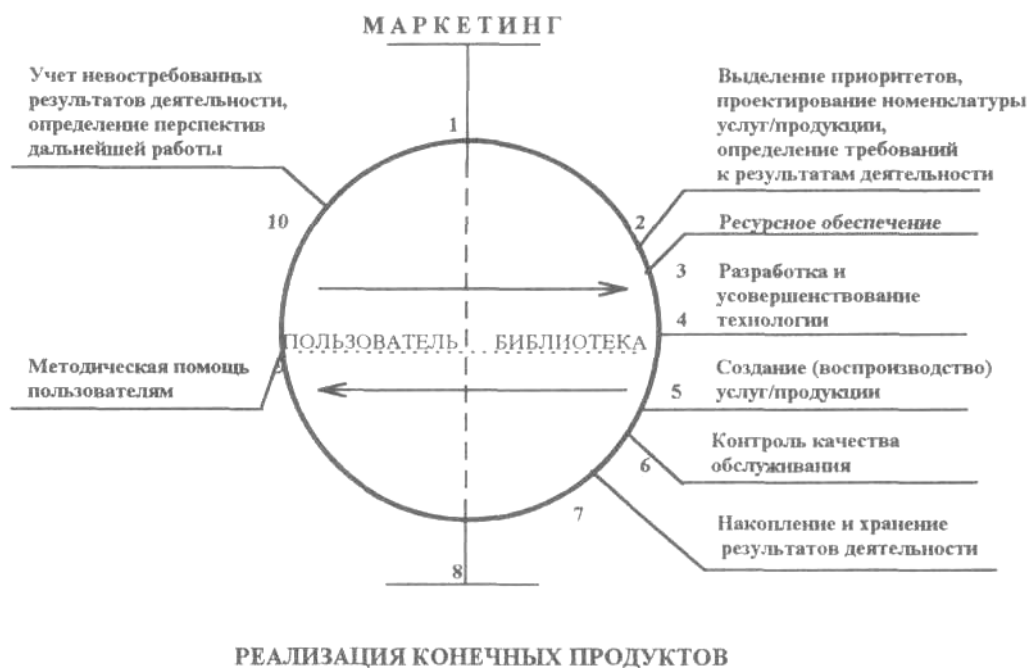 МАРКЕТИНГ
Учет невостребованных
результатов деятельности,
определение перспектив
дальнейшей работы
1
Выделение приоритетов,
проектирование номенклатуры
услуг/продукции,
определение требований
к результатам деятельности
10
2
Ресурсное обеспечение
3
Разработка и
усовершенствование
технологии
4
ПОЛЬЗОВАТЕЛЬ БИБЛИОТЕКА
Методическая помощь
пользователям
9
Создание (воспроизводство)
услуг/продукции
5
Контроль качества
обслуживания
6
7
Накопление и хранение
результатов деятельности
8
РЕАЛИЗАЦИЯ КОНЕЧНЫХ ПРОДУКТОВ